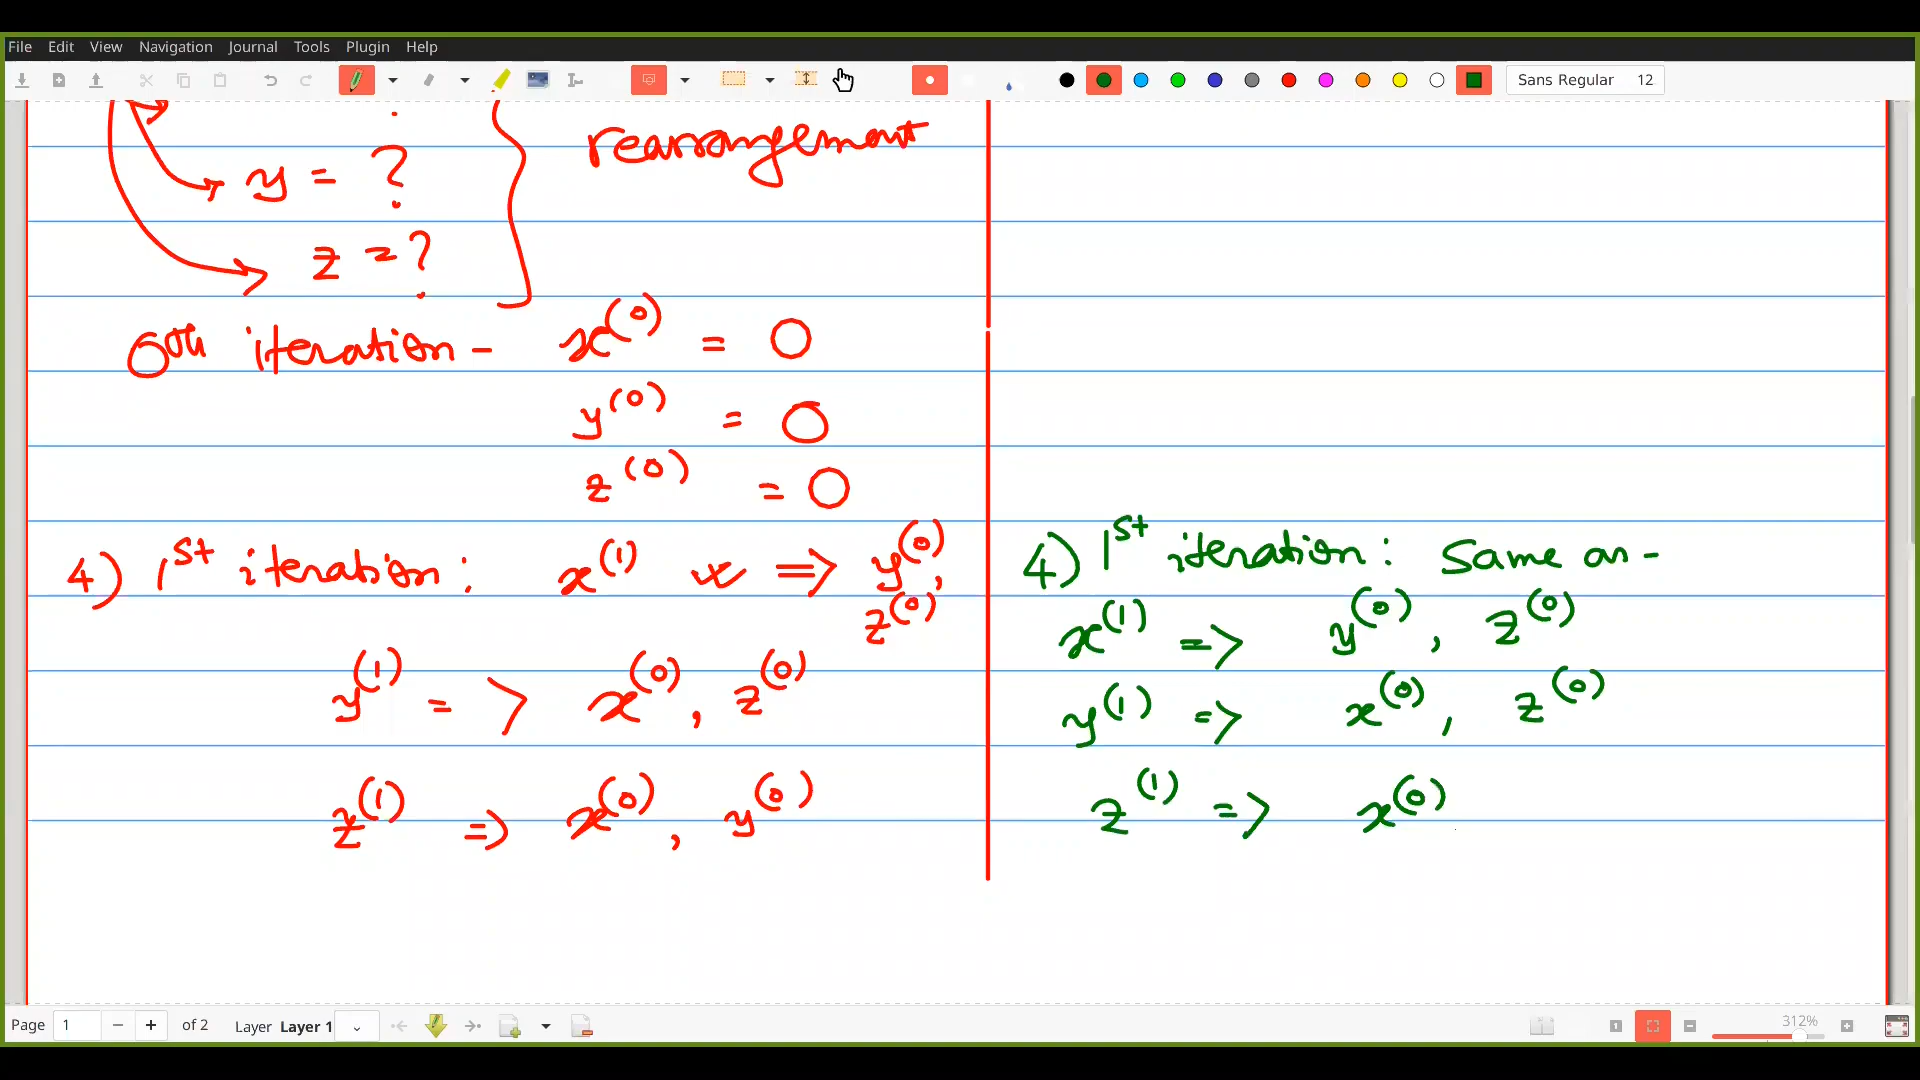 File Edit View Navigation Journal Tools Plugin Help
Sans Regular 12
?
rearrangement
y = ?
z = ?
0th iteration - x^(0) = 0
y^(0) = 0
z^(0) = 0
4) 1st iteration : x^(1) => y^(0),
z^(0)
y^(1) => x^(0), z^(0)
z^(1) => x^(0), y^(0)
4) 1st iteration : Same as -
x^(1) => y^(0), z^(0)
y^(1) => x^(0), z^(0)
z^(1) => x^(0)
Page 1 − + of 2 Layer Layer 1
312%